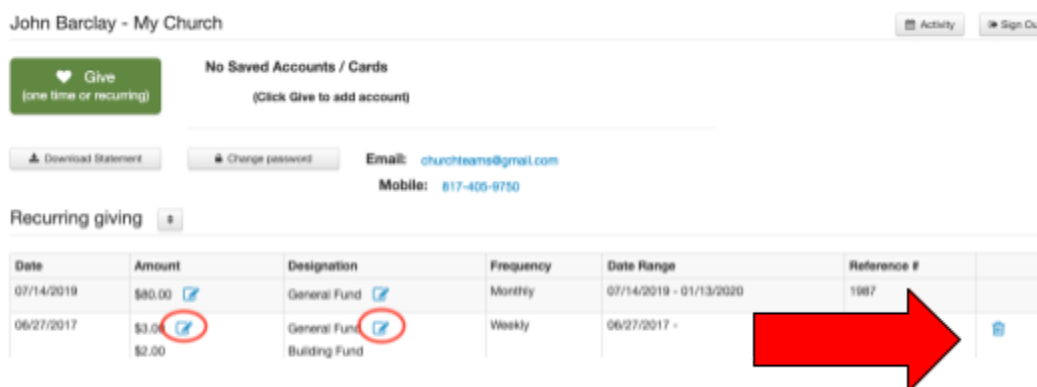 John Barclay - My Church
Activity
Sign Ou
Give
(one time or recurring)
No Saved Accounts / Cards
(Click Give to add account)
Download Statement
Change password
Email: churchteams@gmail.com
Mobile: 817-405-9750
Recurring giving
Date Amount Designation Frequency Date Range Reference #
07/14/2019 $80.00 General Fund Monthly 07/14/2019 - 01/13/2020 1987
06/27/2017 $3.00 General Fund Weekly 06/27/2017 -
$2.00 Building Fund